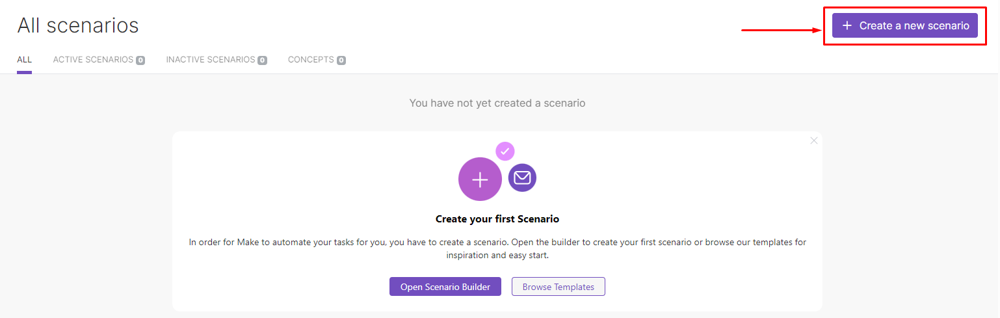 All scenarios
+ Create a new scenario
ALL ACTIVE SCENARIOS 0 INACTIVE SCENARIOS 0 CONCEPTS 0
You have not yet created a scenario
Create your first Scenario
In order for Make to automate your tasks for you, you have to create a scenario. Open the builder to create your first scenario or browse our templates for
inspiration and easy start.
Open Scenario Builder Browse Templates